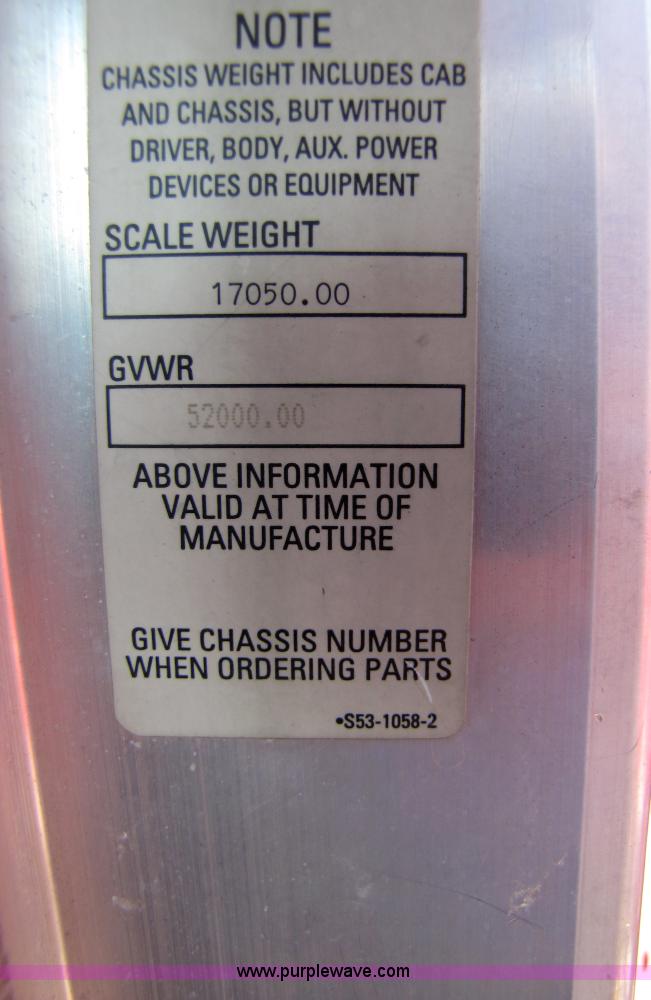 NOTE
CHASSIS WEIGHT INCLUDES CAB
AND CHASSIS, BUT WITHOUT
DRIVER, BODY, AUX. POWER
DEVICES OR EQUIPMENT
SCALE WEIGHT
17050.00
GVWR
52000.00
ABOVE INFORMATION
VALID AT TIME OF
MANUFACTURE
GIVE CHASSIS NUMBER
WHEN ORDERING PARTS
•S53-1058-2
www.purplewave.com